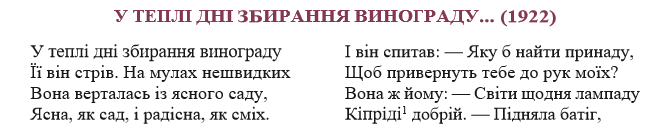 У ТЕПЛІ ДНІ ЗБИРАННЯ ВИНОГРАДУ... (1922)
У теплі дні збирання винограду
Її він стрів. На мулах нешвидких
Вона верталась із ясного саду,
Ясна, як сад, і радісна, як сміх.
І він спитав: — Яку б найти принаду,
Щоб привернуть тебе до рук моїх?
Вона ж йому: — Світи щодня лампаду
Кіпріді¹ добрій. — Підняла батіг,